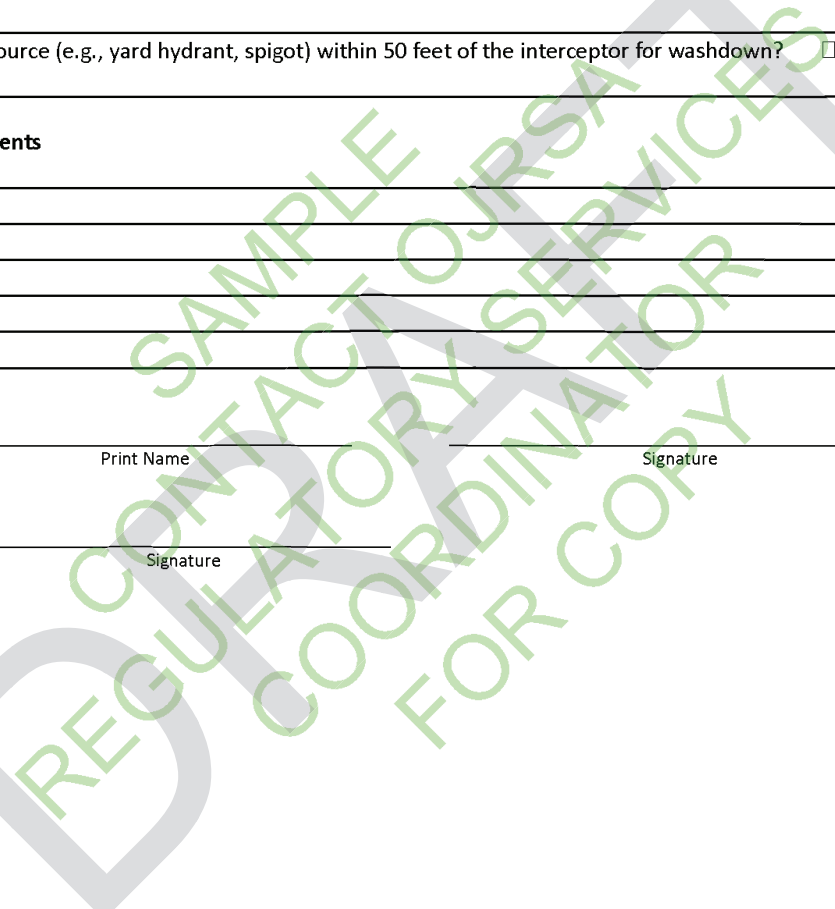 ource (e.g., yard hydrant, spigot) within 50 feet of the interceptor for washdown? ☐
ents
Print Name
Signature
Signature
SAMPLE
CONTACT OJRSA
REGULATORY SERVICES
COORDINATOR
FOR COPY
DRAFT